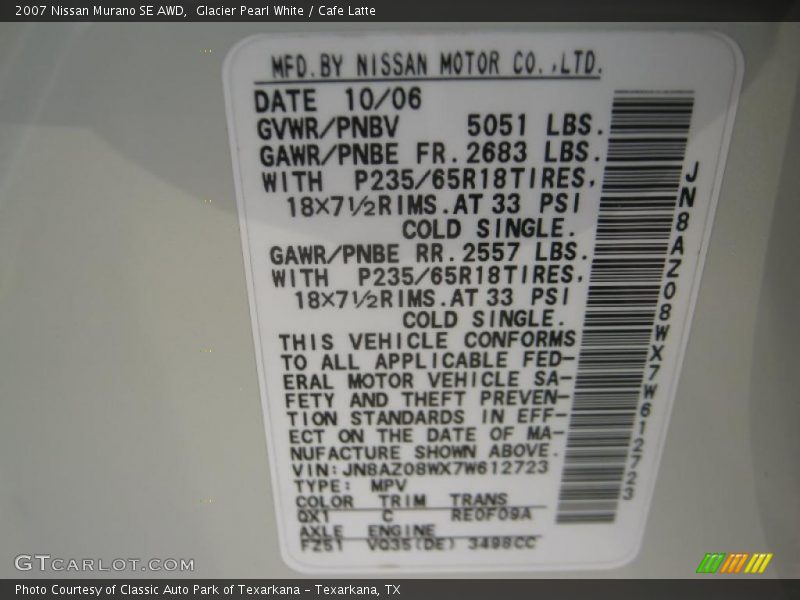 2007 Nissan Murano SE AWD,  Glacier Pearl White / Cafe Latte
MFD.BY NISSAN MOTOR CO.,LTD.
DATE 10/06
GVWR/PNBV 5051 LBS.
GAWR/PNBE FR.2683 LBS.
WITH P235/65R18TIRES,
18X7½RIMS.AT 33 PSI
COLD SINGLE.
GAWR/PNBE RR.2557 LBS.
WITH P235/65R18TIRES,
18X7½RIMS.AT 33 PSI
COLD SINGLE.
THIS VEHICLE CONFORMS
TO ALL APPLICABLE FED-
ERAL MOTOR VEHICLE SA-
FETY AND THEFT PREVEN-
TION STANDARDS IN EFF-
ECT ON THE DATE OF MA-
NUFACTURE SHOWN ABOVE.
VIN:JN8AZ08WX7W612723
TYPE: MPV
COLOR TRIM TRANS
QX1 C RE0F09A
AXLE ENGINE
FZ51 VQ35(DE) 3498CC
JN8AZ08WX7W612723
GTCARLOT.COM
Photo Courtesy of Classic Auto Park of Texarkana – Texarkana, TX